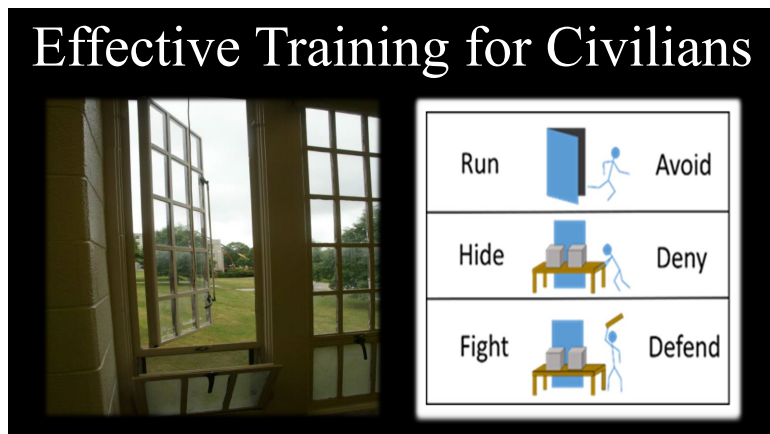 Effective Training for Civilians
Run Avoid
Hide Deny
Fight Defend